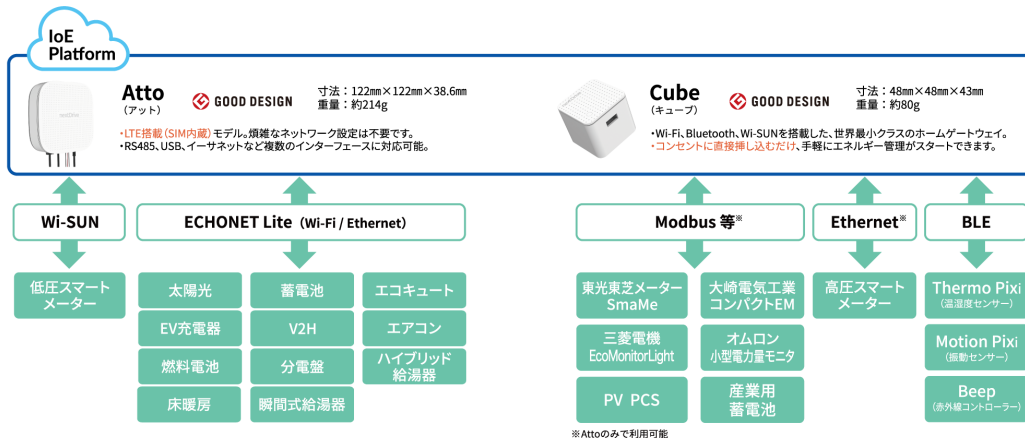 IoE
Platform
Atto
(アット)
GOOD DESIGN
寸法：122mm×122mm×38.6mm
重量：約214g
・LTE搭載（SIM内蔵）モデル。煩雑なネットワーク設定は不要です。
・RS485、USB、イーサネットなど複数のインターフェースに対応可能。
Cube
(キューブ)
GOOD DESIGN
寸法：48mm×48mm×43mm
重量：約80g
・Wi-Fi、Bluetooth、Wi-SUNを搭載した、世界最小クラスのホームゲートウェイ。
・コンセントに直接挿し込むだけ、手軽にエネルギー管理がスタートできます。
Wi-SUN
ECHONET Lite（Wi-Fi / Ethernet）
Modbus 等※
Ethernet※
BLE
低圧スマート
メーター
太陽光
蓄電池
エコキュート
EV充電器
V2H
エアコン
燃料電池
分電盤
ハイブリッド
給湯器
床暖房
瞬間式給湯器
東光東芝メーター
SmaMe
大崎電気工業
コンパクトEM
三菱電機
EcoMonitorLight
オムロン
小型電力量モニタ
PV PCS
産業用
蓄電池
高圧スマート
メーター
Thermo Pixi
(温湿度センサー)
Motion Pixi
(振動センサー)
Beep
(赤外線コントローラー)
※Attoのみで利用可能